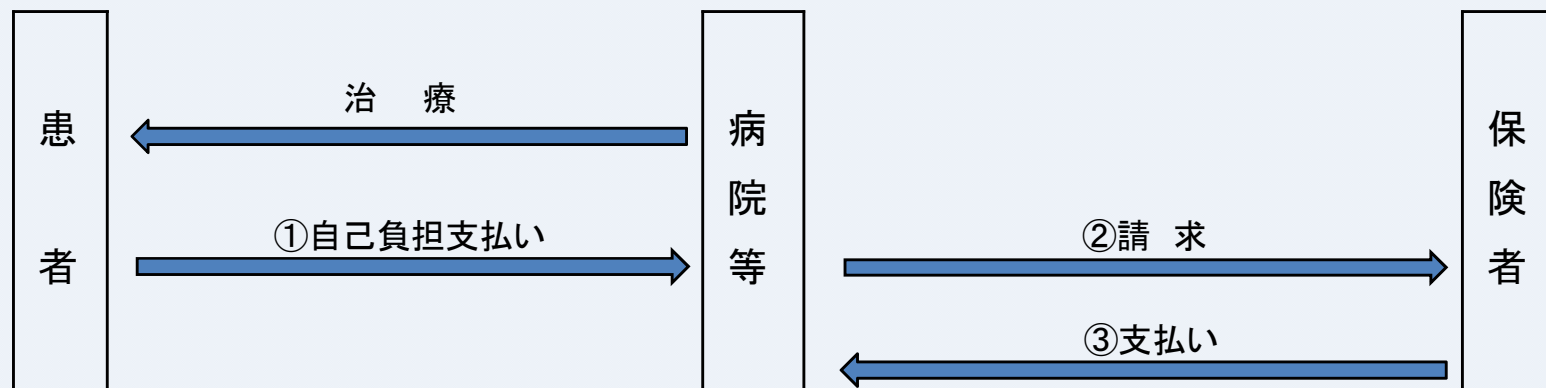 患者
治 療
①自己負担支払い
病院等
②請 求
③支払い
保険者